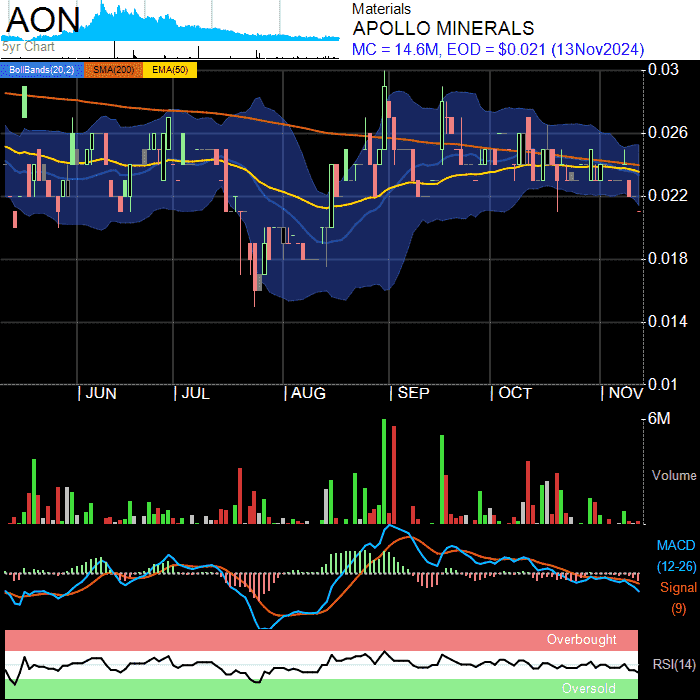 AON
5yr Chart
Materials
APOLLO MINERALS
MC = 14.6M, EOD = $0.021 (13Nov2024)
BollBands(20,2) SMA(200) EMA(50)
0.03
0.026
0.022
0.018
0.014
0.01
JUN JUL AUG SEP OCT NOV
6M
Volume
MACD
(12-26)
Signal
(9)
Overbought
RSI(14)
Oversold